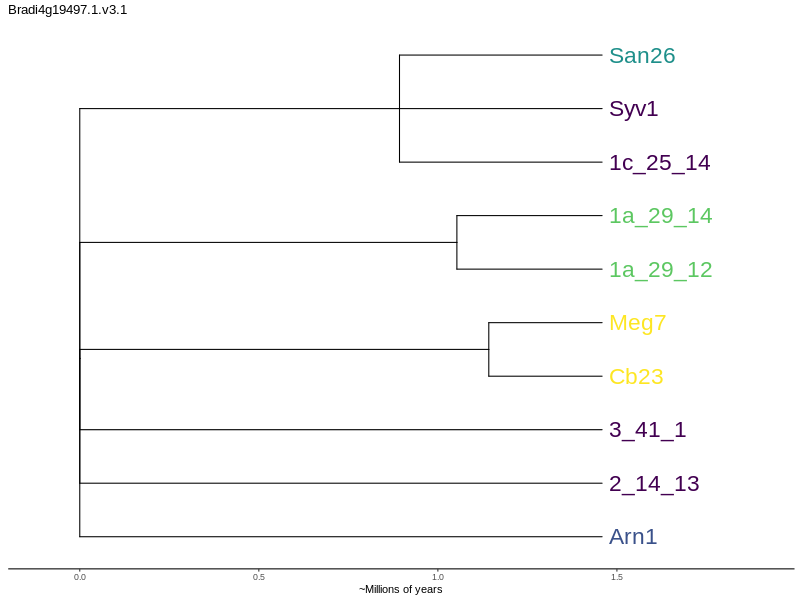 Bradi4g19497.1.v3.1
San26
Syv1
1c_25_14
1a_29_14
1a_29_12
Meg7
Cb23
3_41_1
2_14_13
Arn1
0.0 0.5 1.0 1.5
~Millions of years